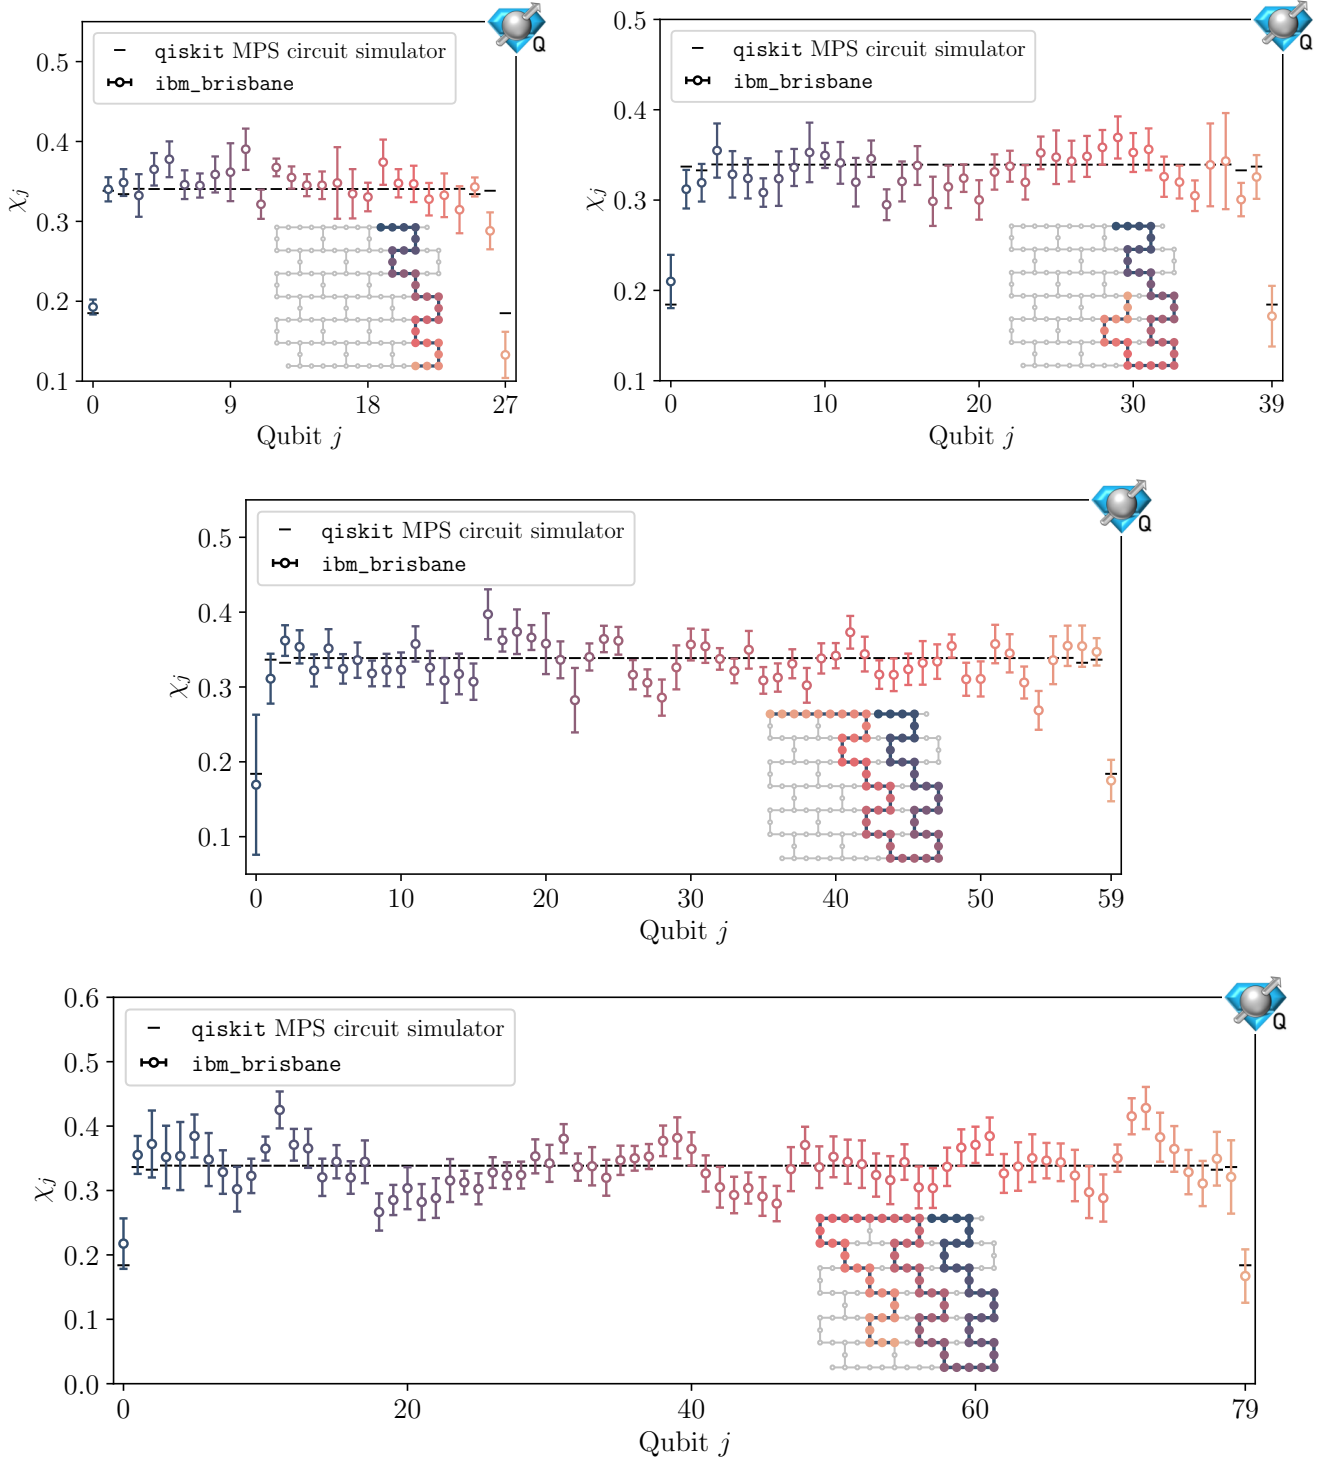 0.5
0.4
0.3
0.2
0.1
χj
qiskit MPS circuit simulator
ibm_brisbane
Q
0 9 18 27
Qubit j
0.5
0.4
0.3
0.2
0.1
χj
qiskit MPS circuit simulator
ibm_brisbane
Q
0 10 20 30 39
Qubit j
0.5
0.4
0.3
0.2
0.1
χj
qiskit MPS circuit simulator
ibm_brisbane
Q
0 10 20 30 40 50 59
Qubit j
0.6
0.5
0.4
0.3
0.2
0.1
0.0
χj
qiskit MPS circuit simulator
ibm_brisbane
Q
0 20 40 60 79
Qubit j